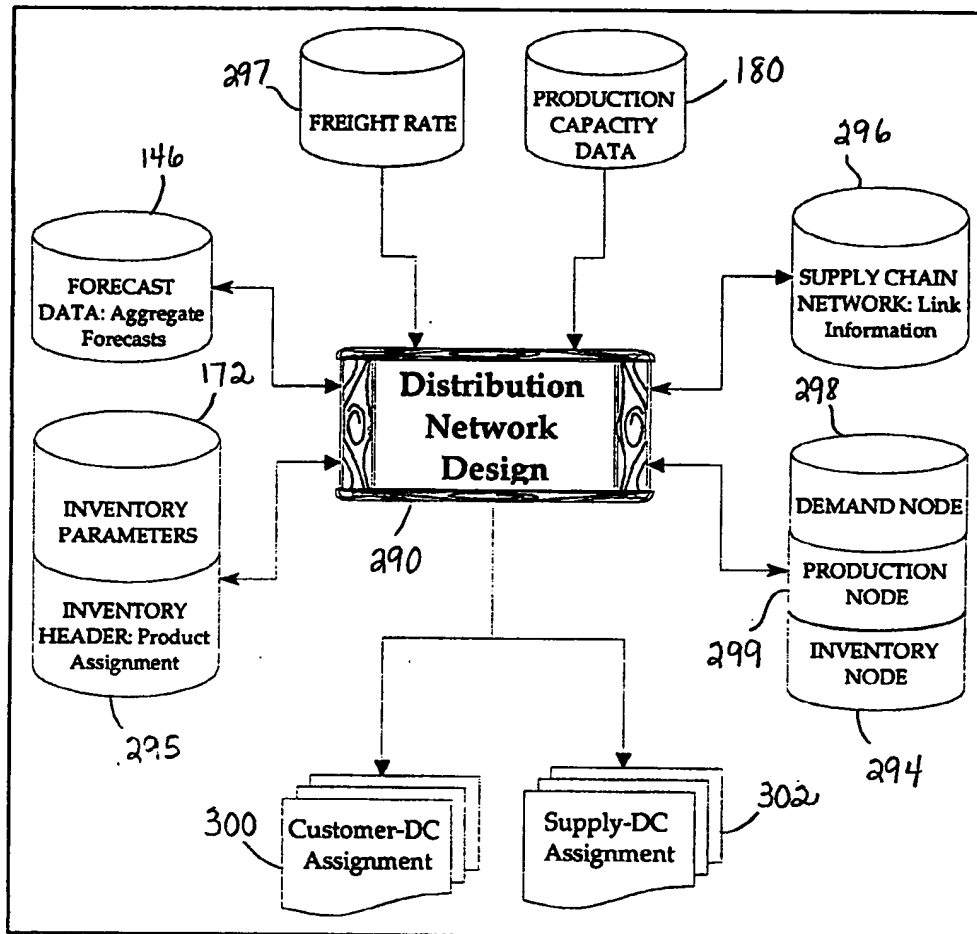 297
FREIGHT RATE
180
PRODUCTION
CAPACITY
DATA
146
FORECAST
DATA: Aggregate
Forecasts
296
SUPPLY CHAIN
NETWORK: Link
Information
172
INVENTORY
PARAMETERS
INVENTORY
HEADER: Product
Assignment
295
Distribution
Network
Design
290
298
DEMAND NODE
PRODUCTION
NODE
299
INVENTORY NODE
294
300
Customer-DC
Assignment
Supply-DC
Assignment
302